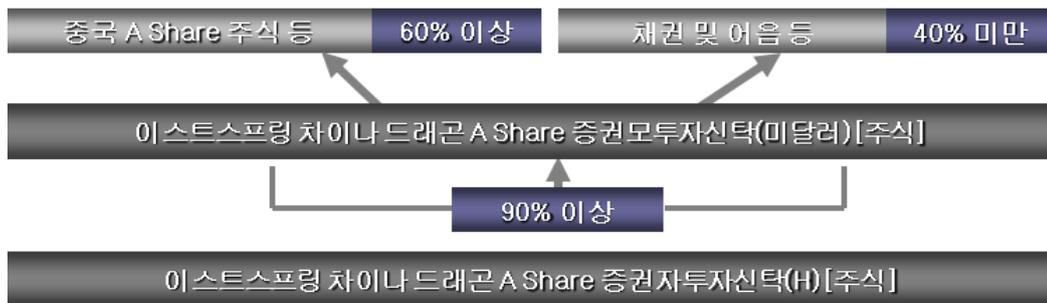 중국 A Share 주식 등 60% 이상 채권 및 어음 등 40% 미만
이스트스프링 차이나 드래곤 A Share 증권모투자신탁(미달러)[주식]
90% 이상
이스트스프링 차이나 드래곤 A Share 증권자투자신탁(H)[주식]